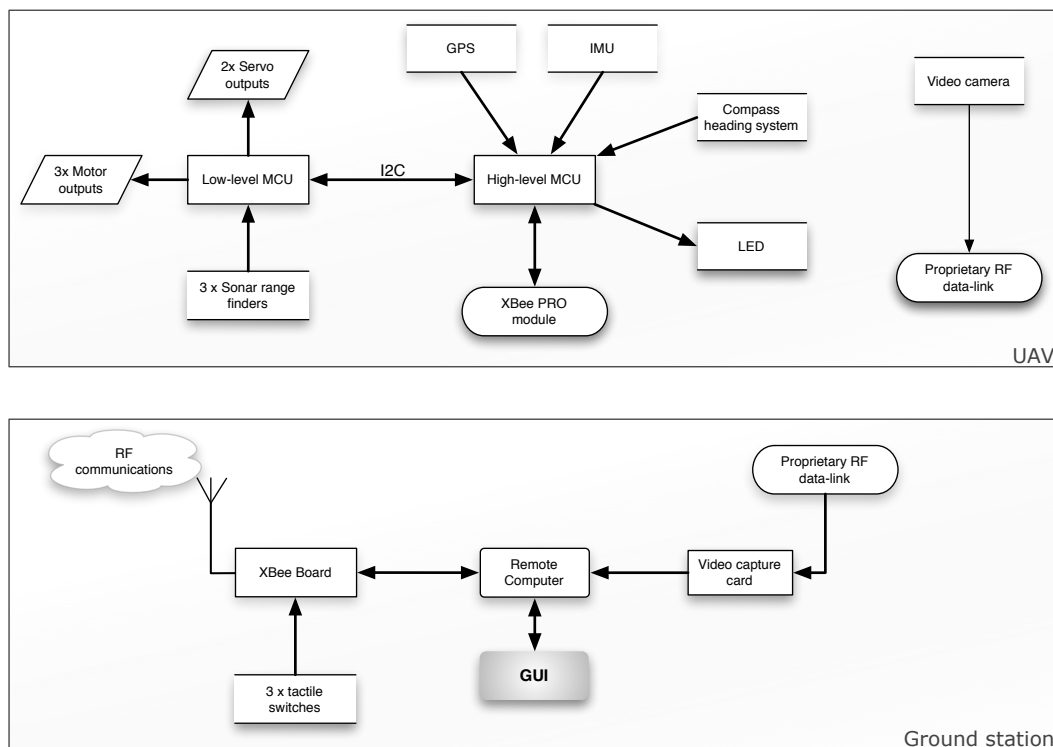 2x Servo
outputs
GPS
IMU
Video camera
Compass
heading system
3x Motor
outputs
Low-level MCU
I2C
High-level MCU
LED
3 x Sonar range
finders
XBee PRO
module
Proprietary RF
data-link
UAV
RF
communications
Proprietary RF
data-link
XBee Board
Remote
Computer
Video capture
card
GUI
3 x tactile
switches
Ground station